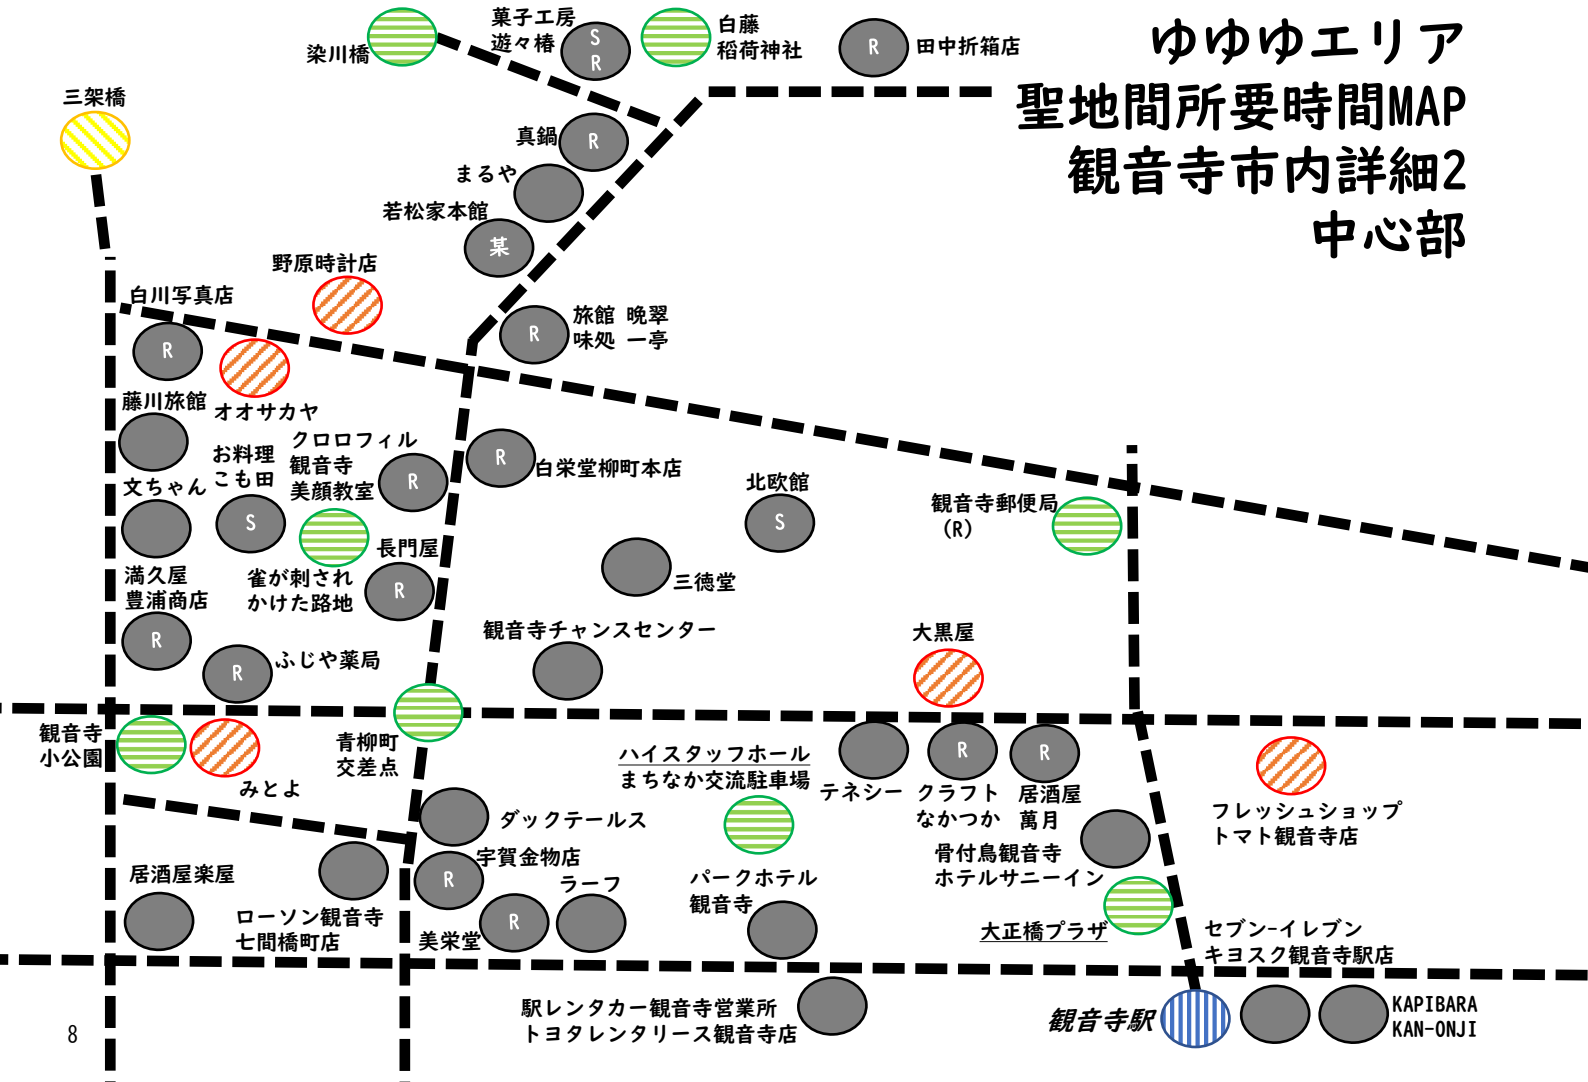 ゆゆゆエリア
聖地間所要時間MAP
観音寺市内詳細2
中心部
染川橋
菓子工房
遊々椿
S
R
白藤
稲荷神社
R
田中折箱店
三架橋
真鍋
R
まるや
若松家本館
某
野原時計店
白川写真店
R
旅館 晩翠
味処 一亭
R
藤川旅館
オオサカヤ
クロロフィル
観音寺
美顔教室
R
お料理
こも田
S
R
白栄堂柳町本店
文ちゃん
北欧館
S
観音寺郵便局
(R)
長門屋
R
雀が刺され
かけた路地
三徳堂
満久屋
豊浦商店
R
ふじや薬局
R
観音寺チャンスセンター
大黒屋
観音寺
小公園
みとよ
青柳町
交差点
ハイスタッフホール
まちなか交流駐車場
テネシー
R
クラフト
なかつか
R
居酒屋
萬月
フレッシュショップ
トマト観音寺店
ダックテールス
宇賀金物店
R
骨付鳥観音寺
ホテルサニーイン
居酒屋楽屋
ローソン観音寺
七間橋町店
美栄堂
R
ラーフ
パークホテル
観音寺
大正橋プラザ
セブン-イレブン
キヨスク観音寺駅店
駅レンタカー観音寺営業所
トヨタレンタリース観音寺店
観音寺駅
KAPIBARA
KAN-ONJI
8